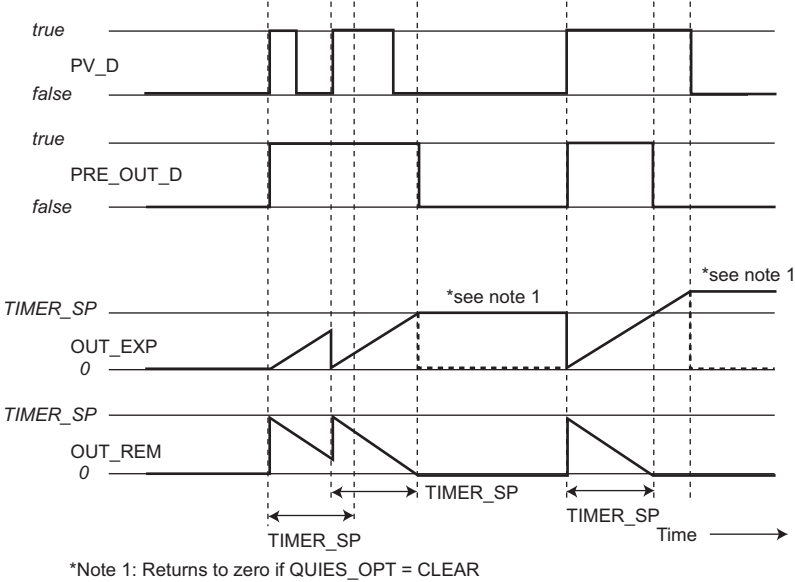 true
PV_D
false
true
PRE_OUT_D
false
*see note 1
*see note 1
TIMER_SP
OUT_EXP
0
TIMER_SP
OUT_REM
0
TIMER_SP
TIMER_SP
TIMER_SP
Time
*Note 1: Returns to zero if QUIES_OPT = CLEAR